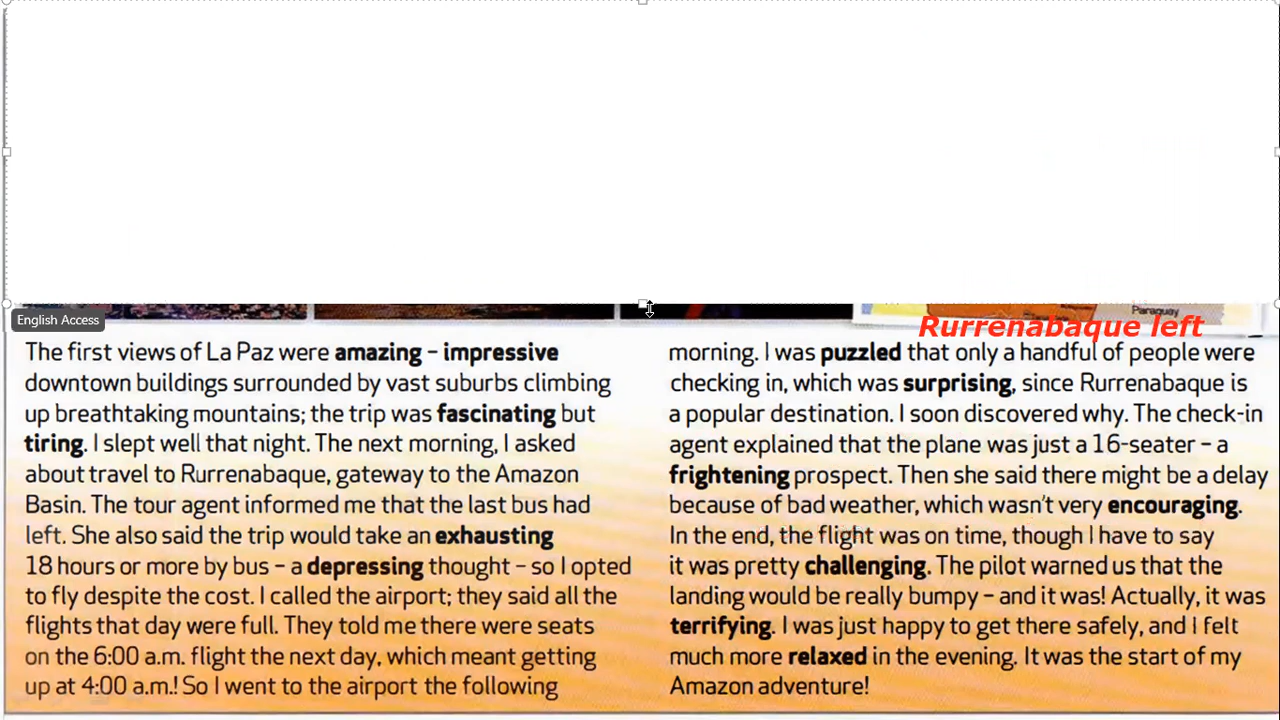 Paraguay
English Access
Rurrenabaque left
The first views of La Paz were amazing – impressive
downtown buildings surrounded by vast suburbs climbing
up breathtaking mountains; the trip was fascinating but
tiring. I slept well that night. The next morning, I asked
about travel to Rurrenabaque, gateway to the Amazon
Basin. The tour agent informed me that the last bus had
left. She also said the trip would take an exhausting
18 hours or more by bus – a depressing thought – so I opted
to fly despite the cost. I called the airport; they said all the
flights that day were full. They told me there were seats
on the 6:00 a.m. flight the next day, which meant getting
up at 4:00 a.m.! So I went to the airport the following
morning. I was puzzled that only a handful of people were
checking in, which was surprising, since Rurrenabaque is
a popular destination. I soon discovered why. The check-in
agent explained that the plane was just a 16-seater – a
frightening prospect. Then she said there might be a delay
because of bad weather, which wasn't very encouraging.
In the end, the flight was on time, though I have to say
it was pretty challenging. The pilot warned us that the
landing would be really bumpy – and it was! Actually, it was
terrifying. I was just happy to get there safely, and I felt
much more relaxed in the evening. It was the start of my
Amazon adventure!